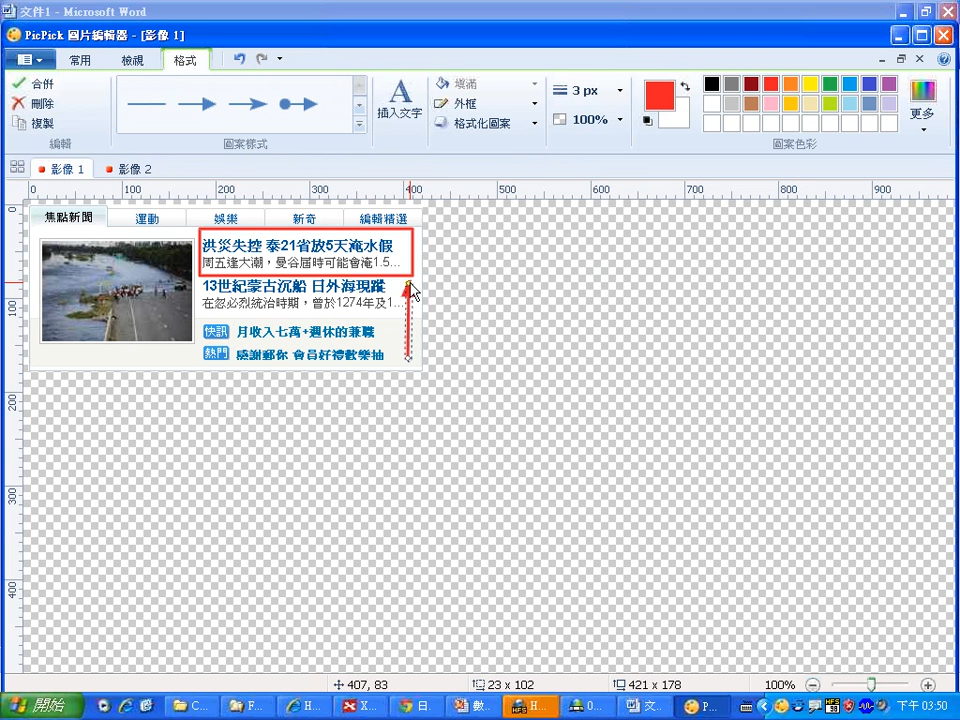 文件1 - Microsoft Word
PicPick 圖片編輯器 - [影像 1]
常用 檢視 格式
合併
刪除
複製
編輯
圖案樣式
插入文字
填滿
外框
格式化圖案
3 px
100%
更多
圖案色彩
影像 1 影像 2
0 100 200 300 400 500 600 700 800 900
0
100
200
300
400
焦點新聞 運動 娛樂 新奇 編輯精選
洪災失控 泰21省放5天淹水假
周五逢大潮，曼谷屆時可能會淹1.5...
13世紀蒙古沉船 日外海現蹤
在忽必烈統治時期，曾於1274年及1...
快訊 月收入七萬+週休的兼職
熱門 感謝郵你 會員好禮歡樂抽
407, 83 23 x 102 421 x 178 100%
開始 C... F... H... X... 日... 數... H... 0... 文... P... 下午 03:50